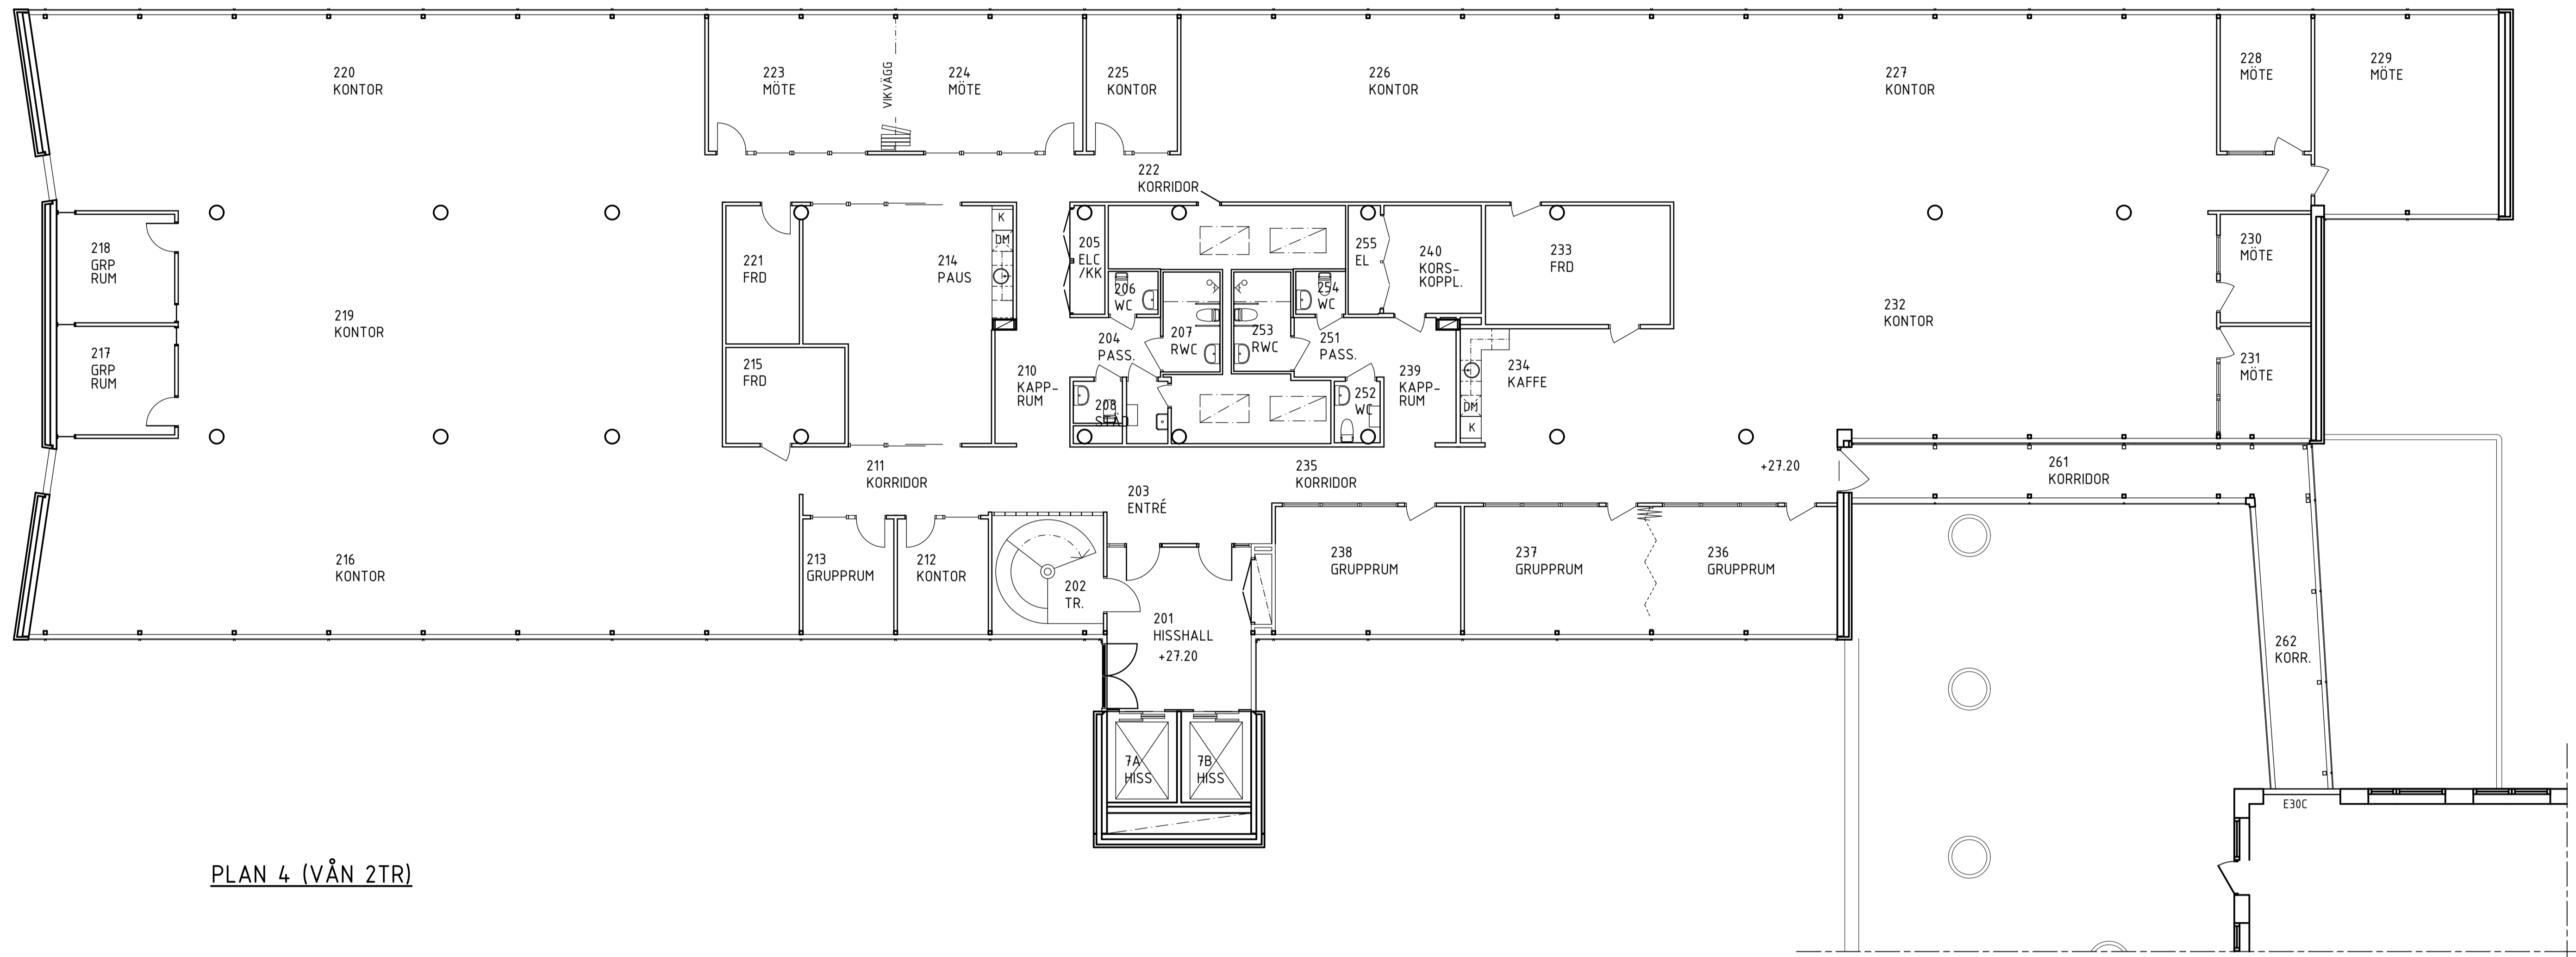 220
KONTOR
223
MÖTE
VIKVÄGG
224
MÖTE
225
KONTOR
226
KONTOR
227
KONTOR
228
MÖTE
229
MÖTE
222
KORRIDOR
218
GRP
RUM
217
GRP
RUM
219
KONTOR
221
FRD
215
FRD
214
PAUS
K
DM
205
ELC
/KK
206
WC
207
RWC
204
PASS.
210
KAPP-
RUM
208
STÄD
253
RWC
254
WC
251
PASS.
252
WC
255
EL
240
KORS-
KOPPL.
239
KAPP-
RUM
233
FRD
234
KAFFE
DM
K
232
KONTOR
230
MÖTE
231
MÖTE
211
KORRIDOR
203
ENTRÉ
235
KORRIDOR
+27.20
261
KORRIDOR
216
KONTOR
213
GRUPPRUM
212
KONTOR
202
TR.
201
HISSHALL
+27.20
238
GRUPPRUM
237
GRUPPRUM
236
GRUPPRUM
262
KORR.
7A
HISS
7B
HISS
E30C
PLAN 4 (VÅN 2TR)